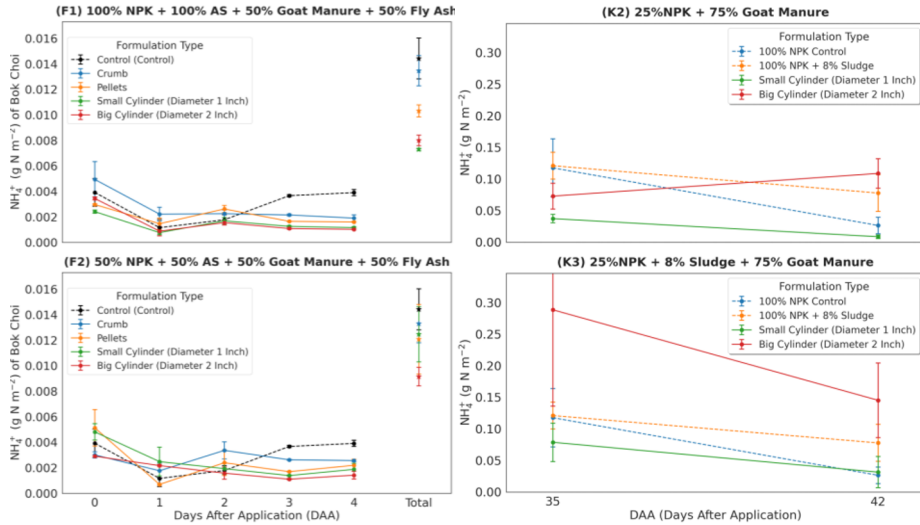 (F1) 100% NPK + 100% AS + 50% Goat Manure + 50% Fly Ash
NH₄⁺ (g N m⁻²) of Bok Choi
0.016
0.014
0.012
0.010
0.008
0.006
0.004
0.002
0.000
Formulation Type
Control (Control)
Crumb
Pellets
Small Cylinder (Diameter 1 Inch)
Big Cylinder (Diameter 2 Inch)
(K2) 25%NPK + 75% Goat Manure
NH₄⁺ (g N m⁻²)
0.30
0.25
0.20
0.15
0.10
0.05
0.00
Formulation Type
100% NPK Control
100% NPK + 8% Sludge
Small Cylinder (Diameter 1 Inch)
Big Cylinder (Diameter 2 Inch)
(F2) 50% NPK + 50% AS + 50% Goat Manure + 50% Fly Ash
NH₄⁺ (g N m⁻²) of Bok Choi
0.016
0.014
0.012
0.010
0.008
0.006
0.004
0.002
0.000
Formulation Type
Control (Control)
Crumb
Pellets
Small Cylinder (Diameter 1 Inch)
Big Cylinder (Diameter 2 Inch)
0 1 2 3 4 Total
Days After Application (DAA)
(K3) 25%NPK + 8% Sludge + 75% Goat Manure
NH₄⁺ (g N m⁻²)
0.30
0.25
0.20
0.15
0.10
0.05
0.00
Formulation Type
100% NPK Control
100% NPK + 8% Sludge
Small Cylinder (Diameter 1 Inch)
Big Cylinder (Diameter 2 Inch)
35 42
DAA (Days After Application)